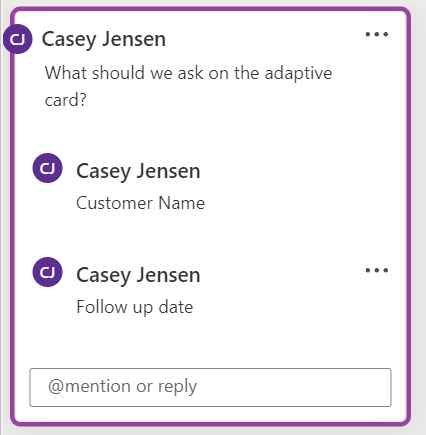 CJ Casey Jensen
What should we ask on the adaptive
card?
CJ Casey Jensen
Customer Name
CJ Casey Jensen
Follow up date
@mention or reply